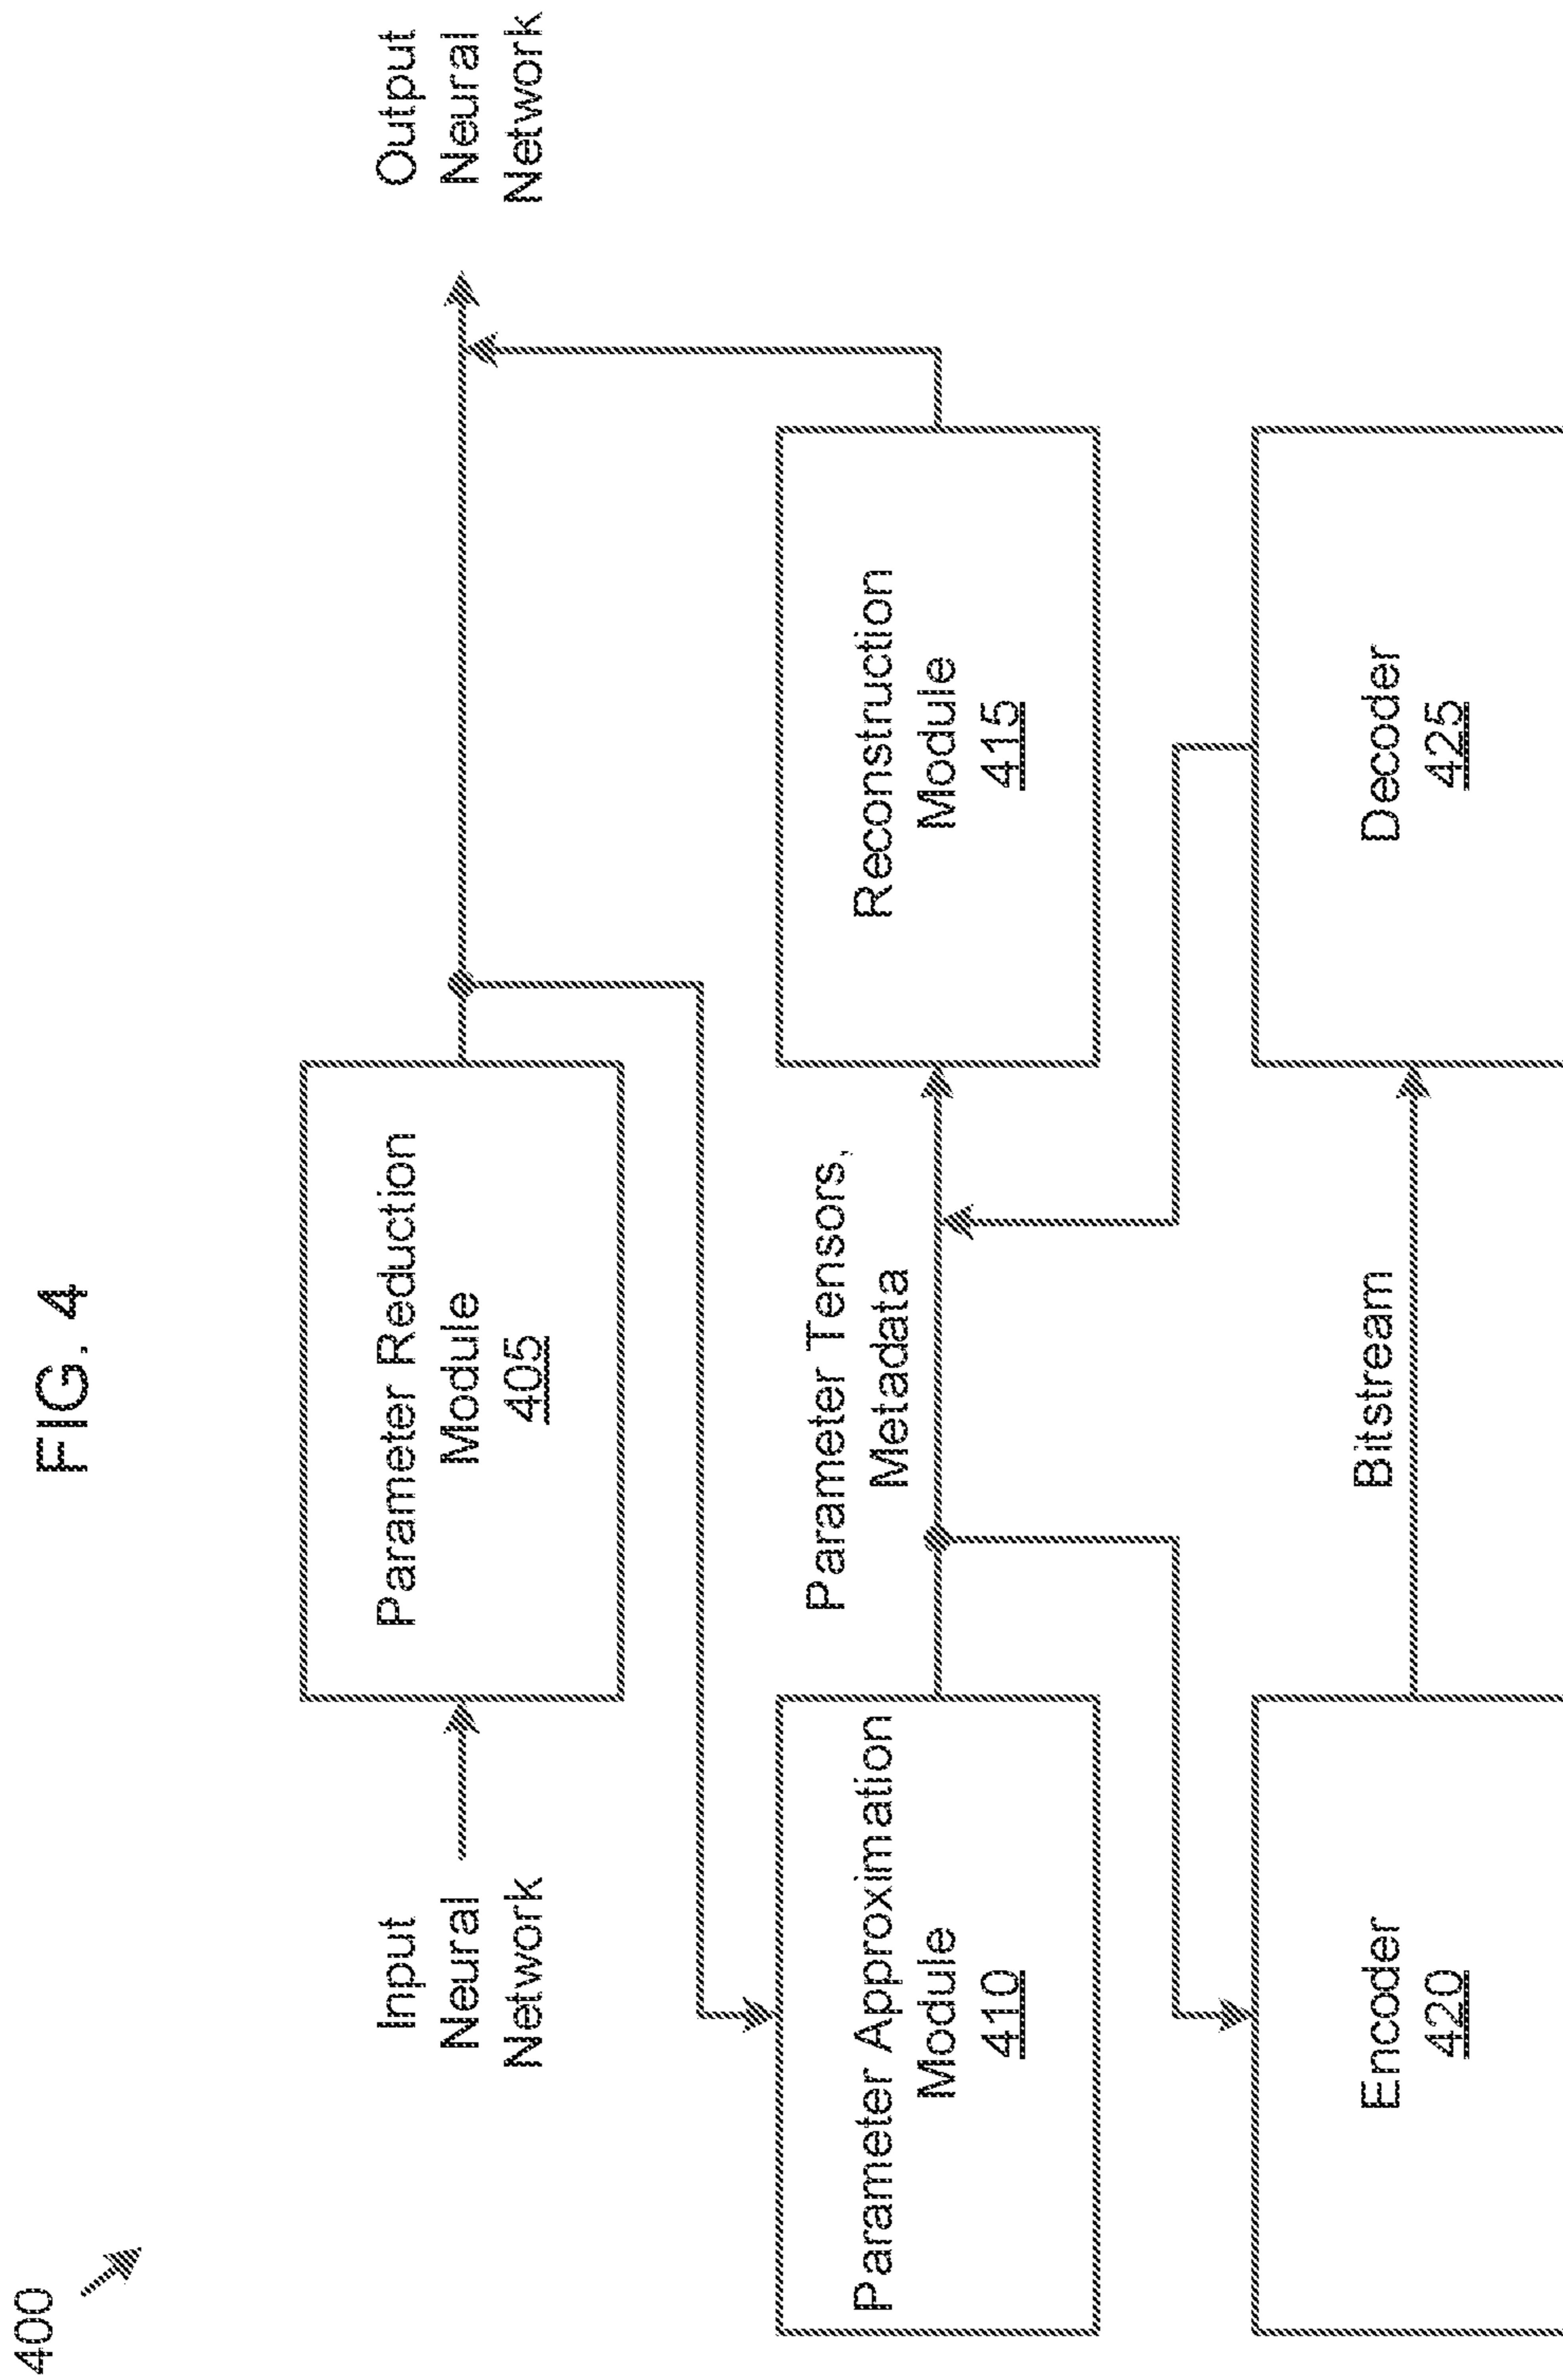 400
FIG. 4
Input
Neural
Network
Parameter Reduction
Module
405
Output
Neural
Network
Parameter Approximation
Module
410
Parameter Tensors,
Metadata
Reconstruction
Module
415
Encoder
420
Bitstream
Decoder
425